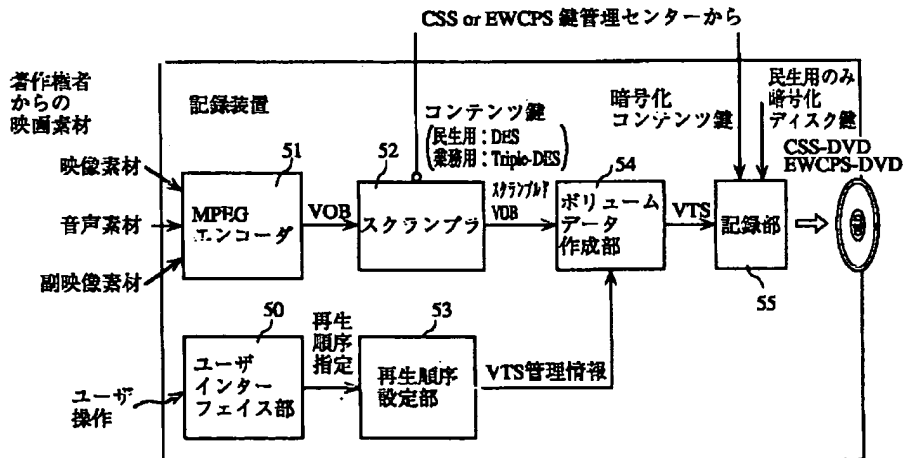 CSS or EWCPS 鍵管理センターから
著作権者
からの
映画素材
記録装置
コンテンツ鍵
(民生用:DES
業務用:Triple-DES)
暗号化
コンテンツ鍵
民生用のみ
暗号化
ディスク鍵
CSS-DVD
EWCPS-DVD
映像素材
音声素材
副映像素材
51
MPEG
エンコーダ
VOB
52
スクランブラ
スクランブルド
VOB
54
ボリューム
データ
作成部
VTS
記録部
55
ユーザ
操作
50
ユーザ
インター
フェイス部
再生
順序
指定
53
再生順序
設定部
VTS管理情報